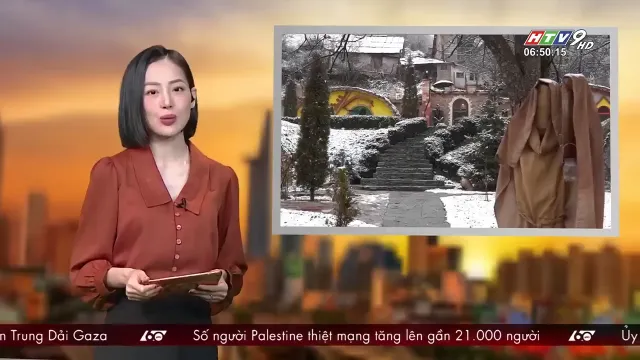 HTV9 HD
06:50:15
n Trung Dải Gaza 60 Số người Palestine thiệt mạng tăng lên gần 21.000 người 60 Ủy